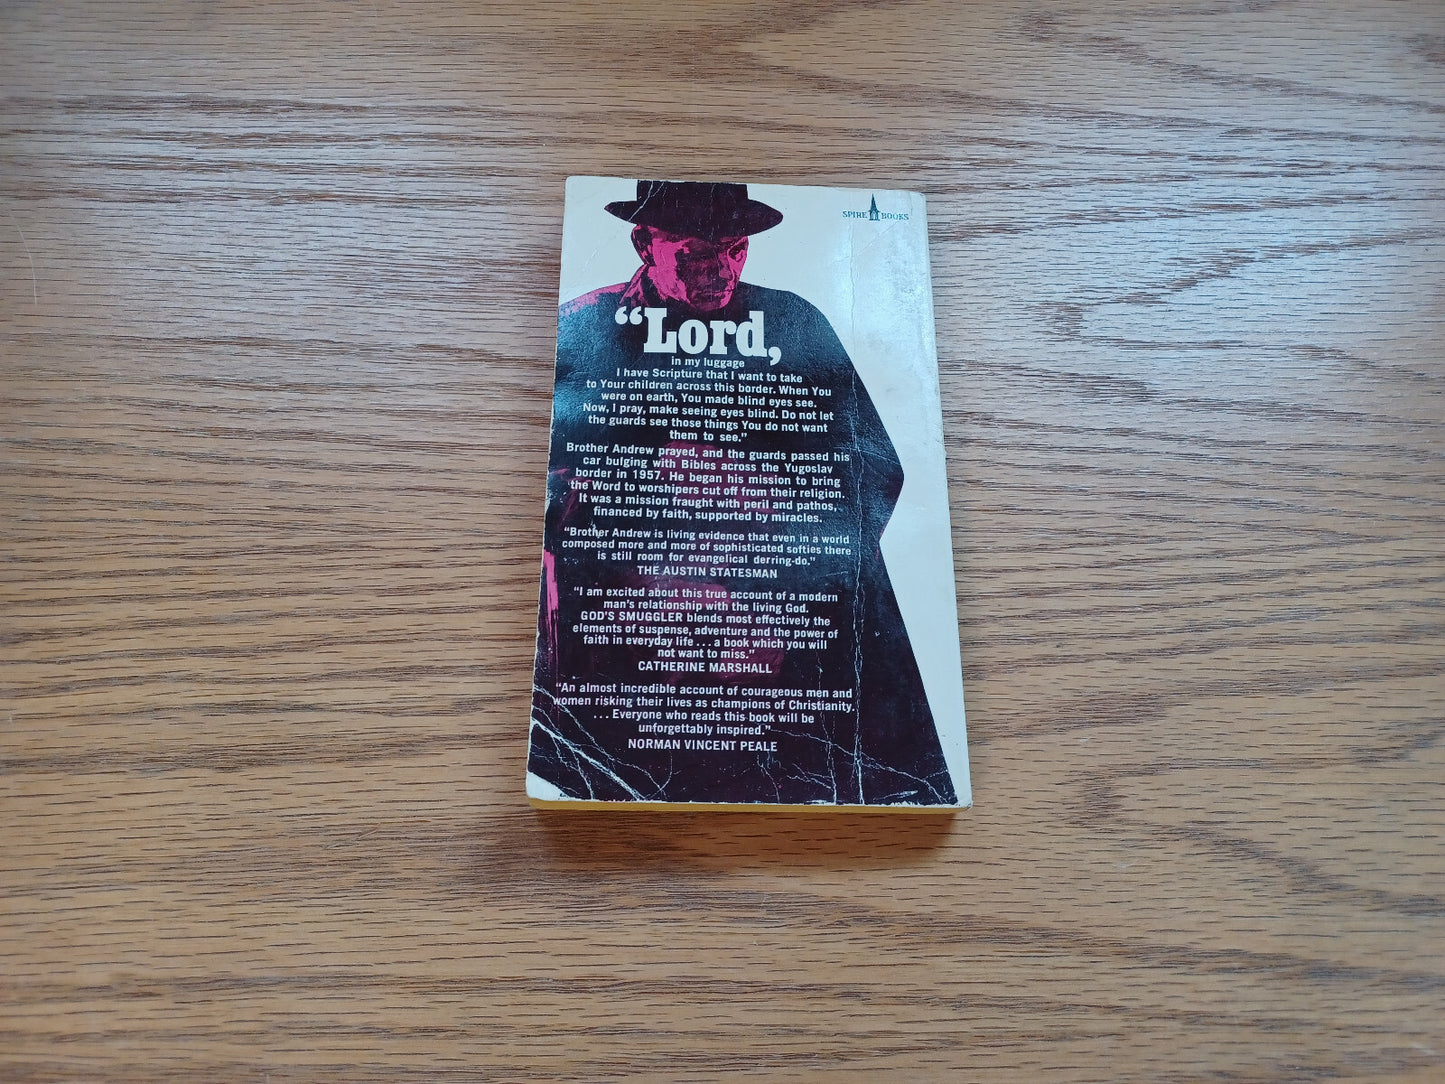 SPIRE BOOKS
“Lord,
in my luggage
I have Scripture that I want to take
to Your children across this border. When You
were on earth, You made blind eyes see.
Now, I pray, make seeing eyes blind. Do not let
the guards see those things You do not want
them to see.”
Brother Andrew prayed, and the guards passed his
car bulging with Bibles across the Yugoslav
border in 1957. He began his mission to bring
the Word to worshipers cut off from their religion.
It was a mission fraught with peril and pathos,
financed by faith, supported by miracles.
“Brother Andrew is living evidence that even in a world
composed more and more of sophisticated softies there
is still room for evangelical derring-do.”
THE AUSTIN STATESMAN
“I am excited about this true account of a modern
man's relationship with the living God.
GOD'S SMUGGLER blends most effectively the
elements of suspense, adventure and the power of
faith in everyday life . . . a book which you will
not want to miss.”
CATHERINE MARSHALL
“An almost incredible account of courageous men and
women risking their lives as champions of Christianity.
. . . Everyone who reads this book will be
unforgettably inspired.”
NORMAN VINCENT PEALE